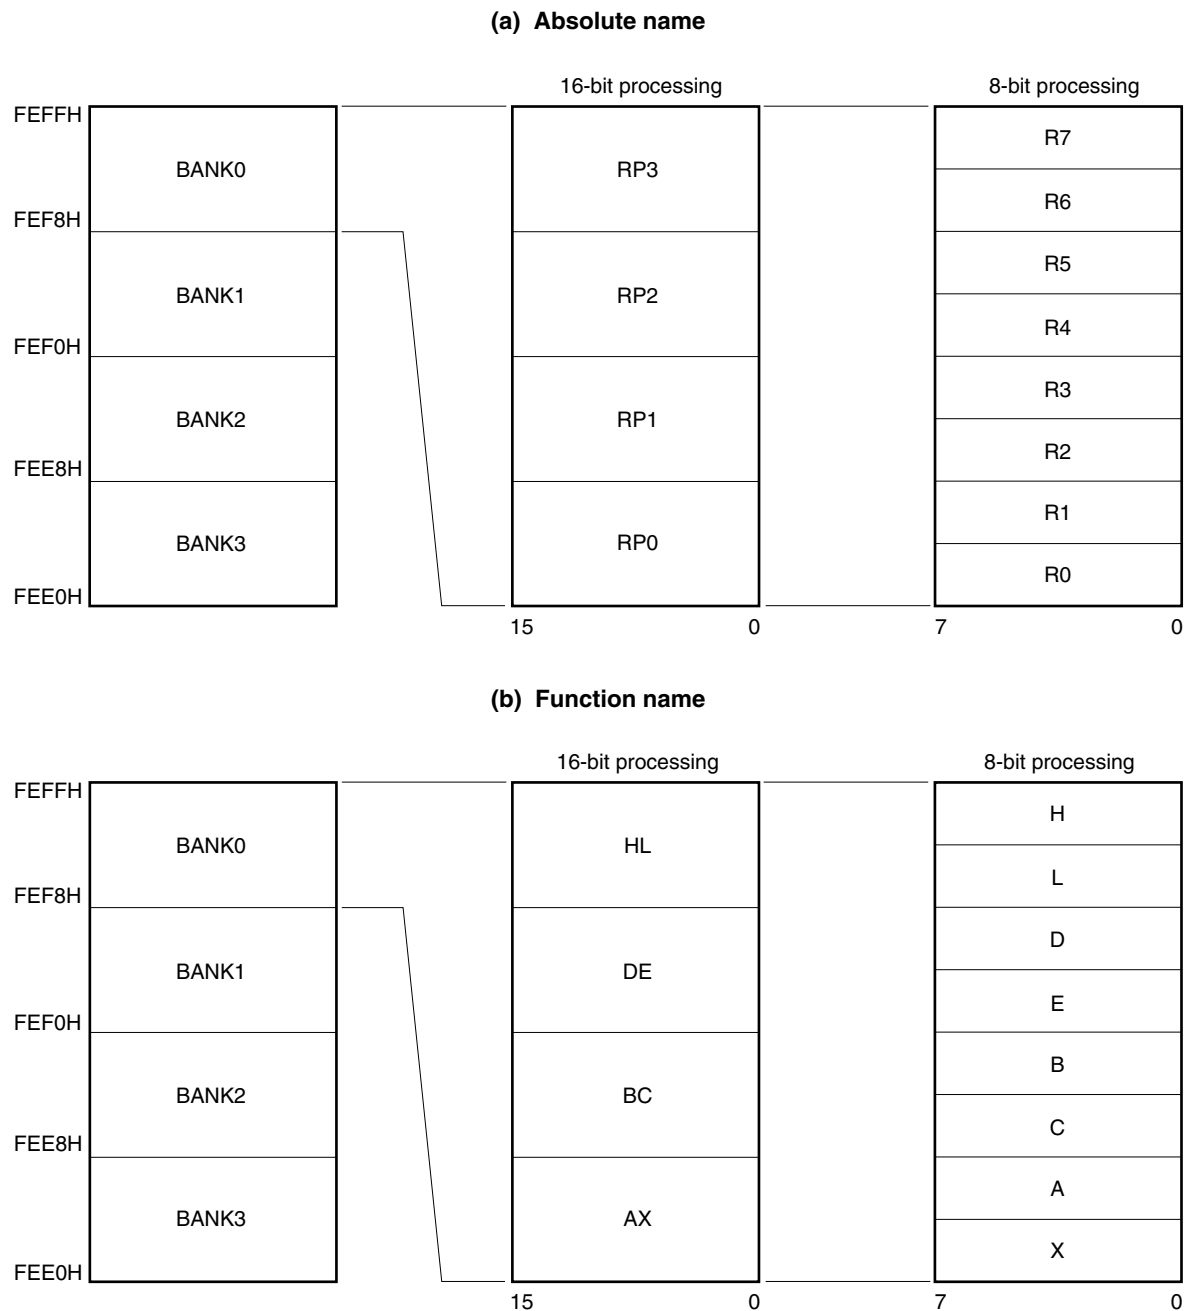 (a) Absolute name
16-bit processing
8-bit processing
FEFFH
BANK0
RP3
R7
R6
FEF8H
BANK1
RP2
R5
R4
FEF0H
BANK2
RP1
R3
R2
FEE8H
BANK3
RP0
R1
R0
FEE0H
15
0
7
0
(b) Function name
16-bit processing
8-bit processing
FEFFH
BANK0
HL
H
L
FEF8H
BANK1
DE
D
E
FEF0H
BANK2
BC
B
C
FEE8H
BANK3
AX
A
X
FEE0H
15
0
7
0